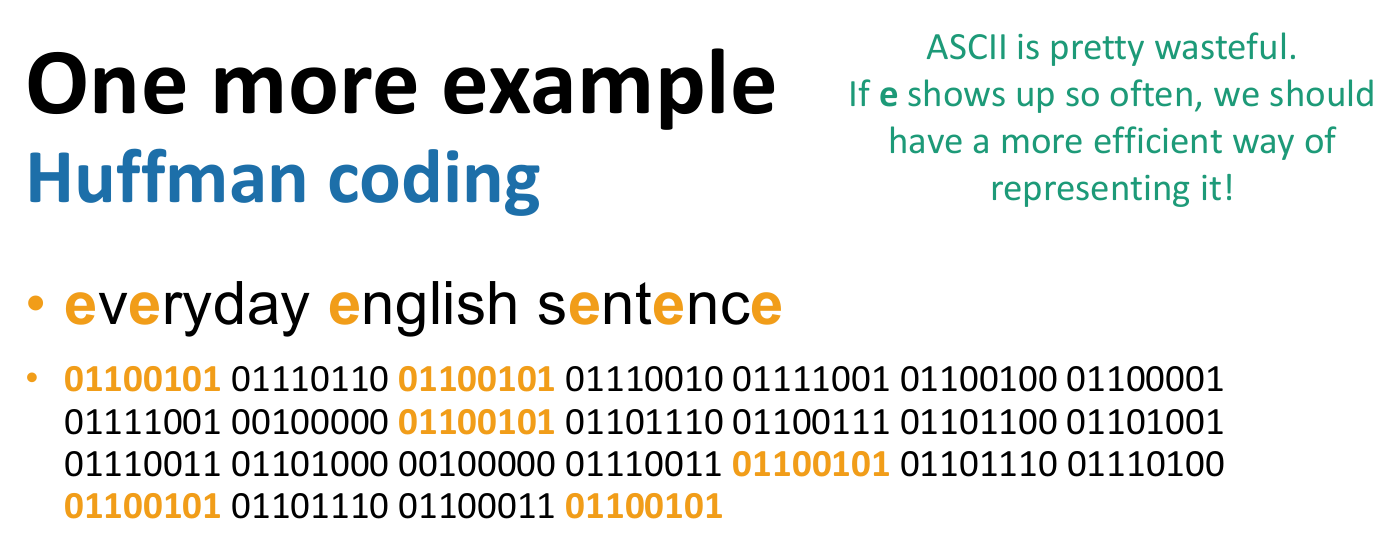 One more example
Huffman coding
ASCII is pretty wasteful.
If e shows up so often, we should
have a more efficient way of
representing it!
• everyday english sentence
• 01100101 01110110 01100101 01110010 01111001 01100100 01100001
01111001 00100000 01100101 01101110 01100111 01101100 01101001
01110011 01101000 00100000 01110011 01100101 01101110 01110100
01100101 01101110 01100011 01100101